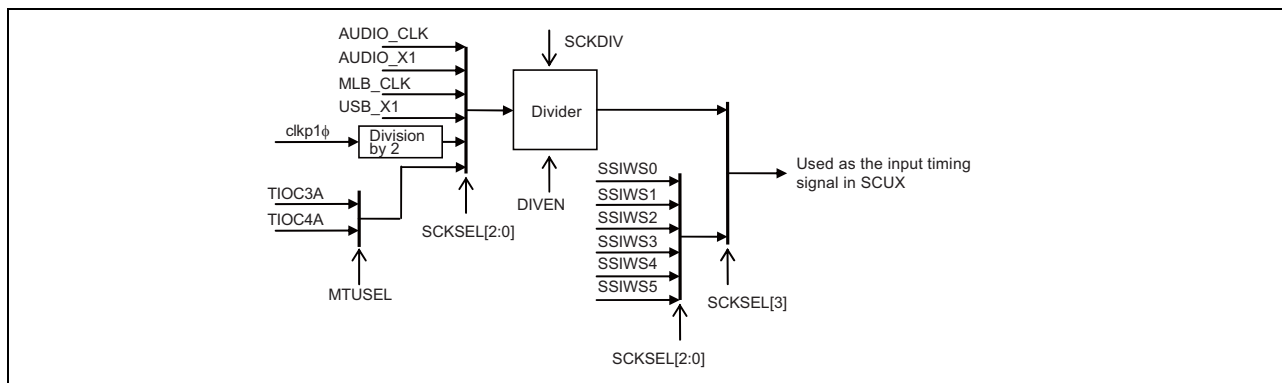 AUDIO_CLK
SCKDIV
AUDIO_X1
MLB_CLK
USB_X1
Divider
clkp1ϕ
Division
by 2
Used as the input timing
signal in SCUX
SSIWS0
TIOC3A
SSIWS1
DIVEN
TIOC4A
SSIWS2
SCKSEL[2:0]
SSIWS3
SSIWS4
MTUSEL
SSIWS5
SCKSEL[3]
SCKSEL[2:0]